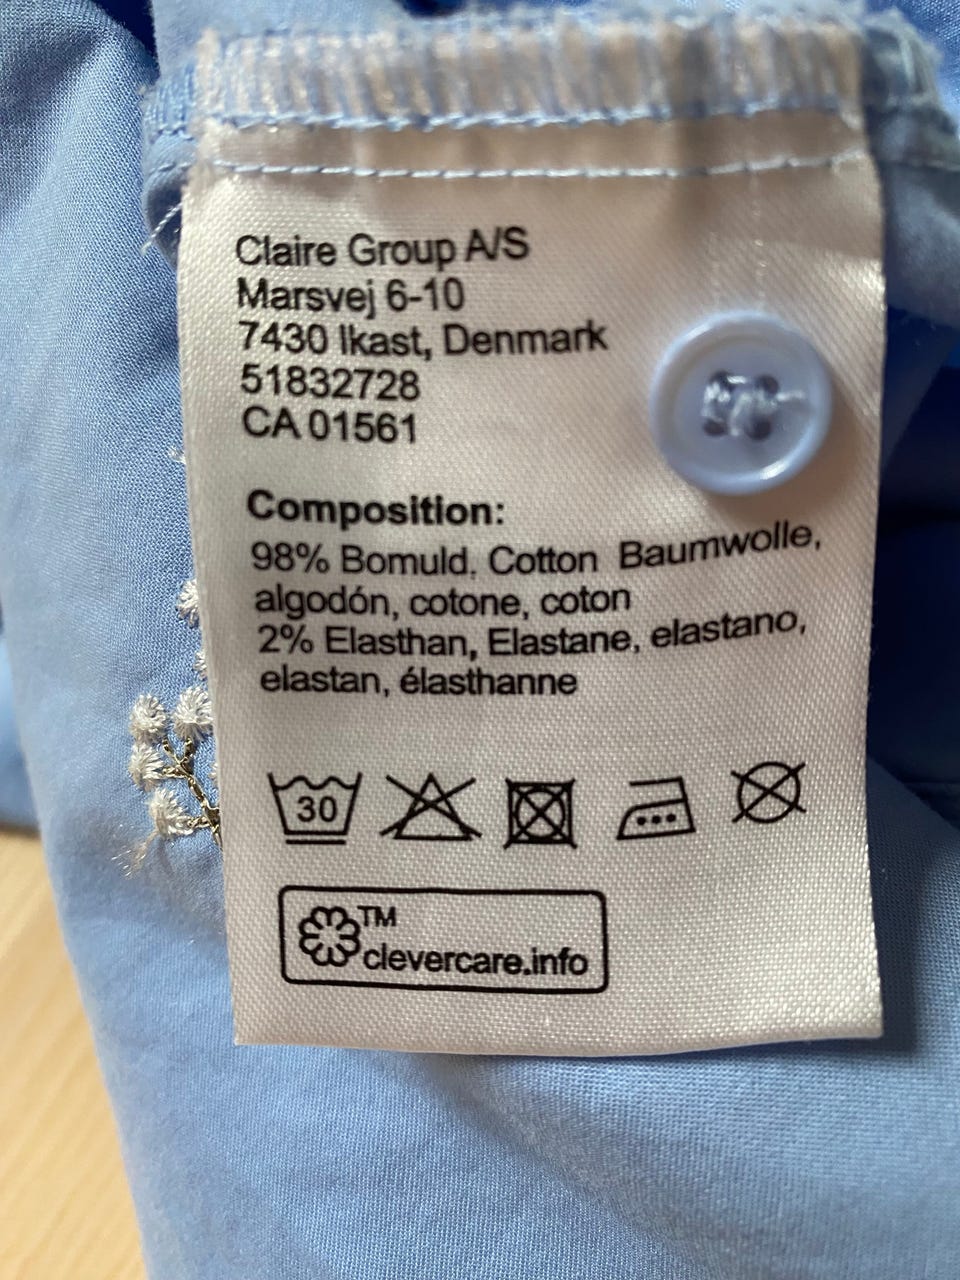 Claire Group A/S
Marsvej 6-10
7430 Ikast, Denmark
51832728
CA 01561
Composition:
98% Bomuld. Cotton Baumwolle,
algodón, cotone, coton
2% Elasthan, Elastane, elastano,
elastan, élasthanne
30
TM
clevercare.info